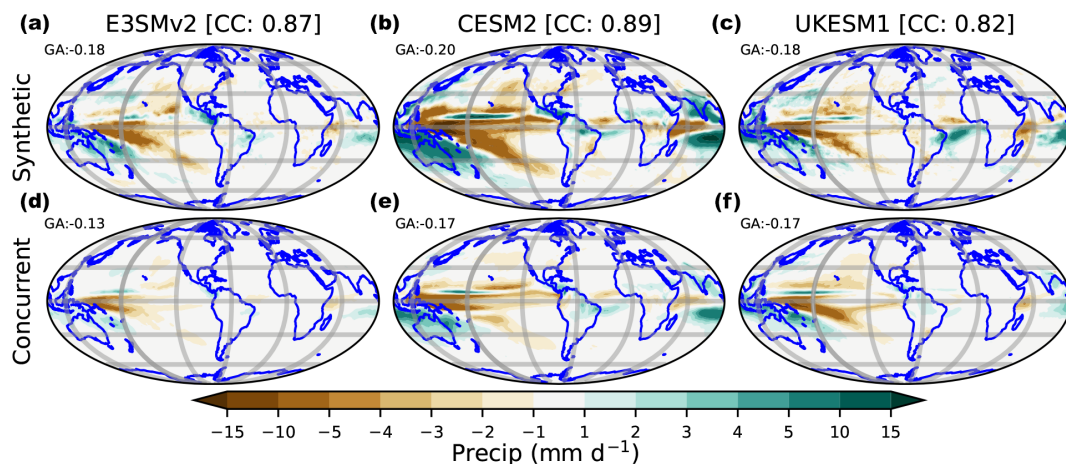 (a) E3SMv2 [CC: 0.87] (b) CESM2 [CC: 0.89] (c) UKESM1 [CC: 0.82]
GA:-0.18 GA:-0.20 GA:-0.18
Synthetic
(d) (e) (f)
GA:-0.13 GA:-0.17 GA:-0.17
Concurrent
−15 −10 −5 −4 −3 −2 −1 1 2 3 4 5 10 15
Precip (mm d⁻¹)